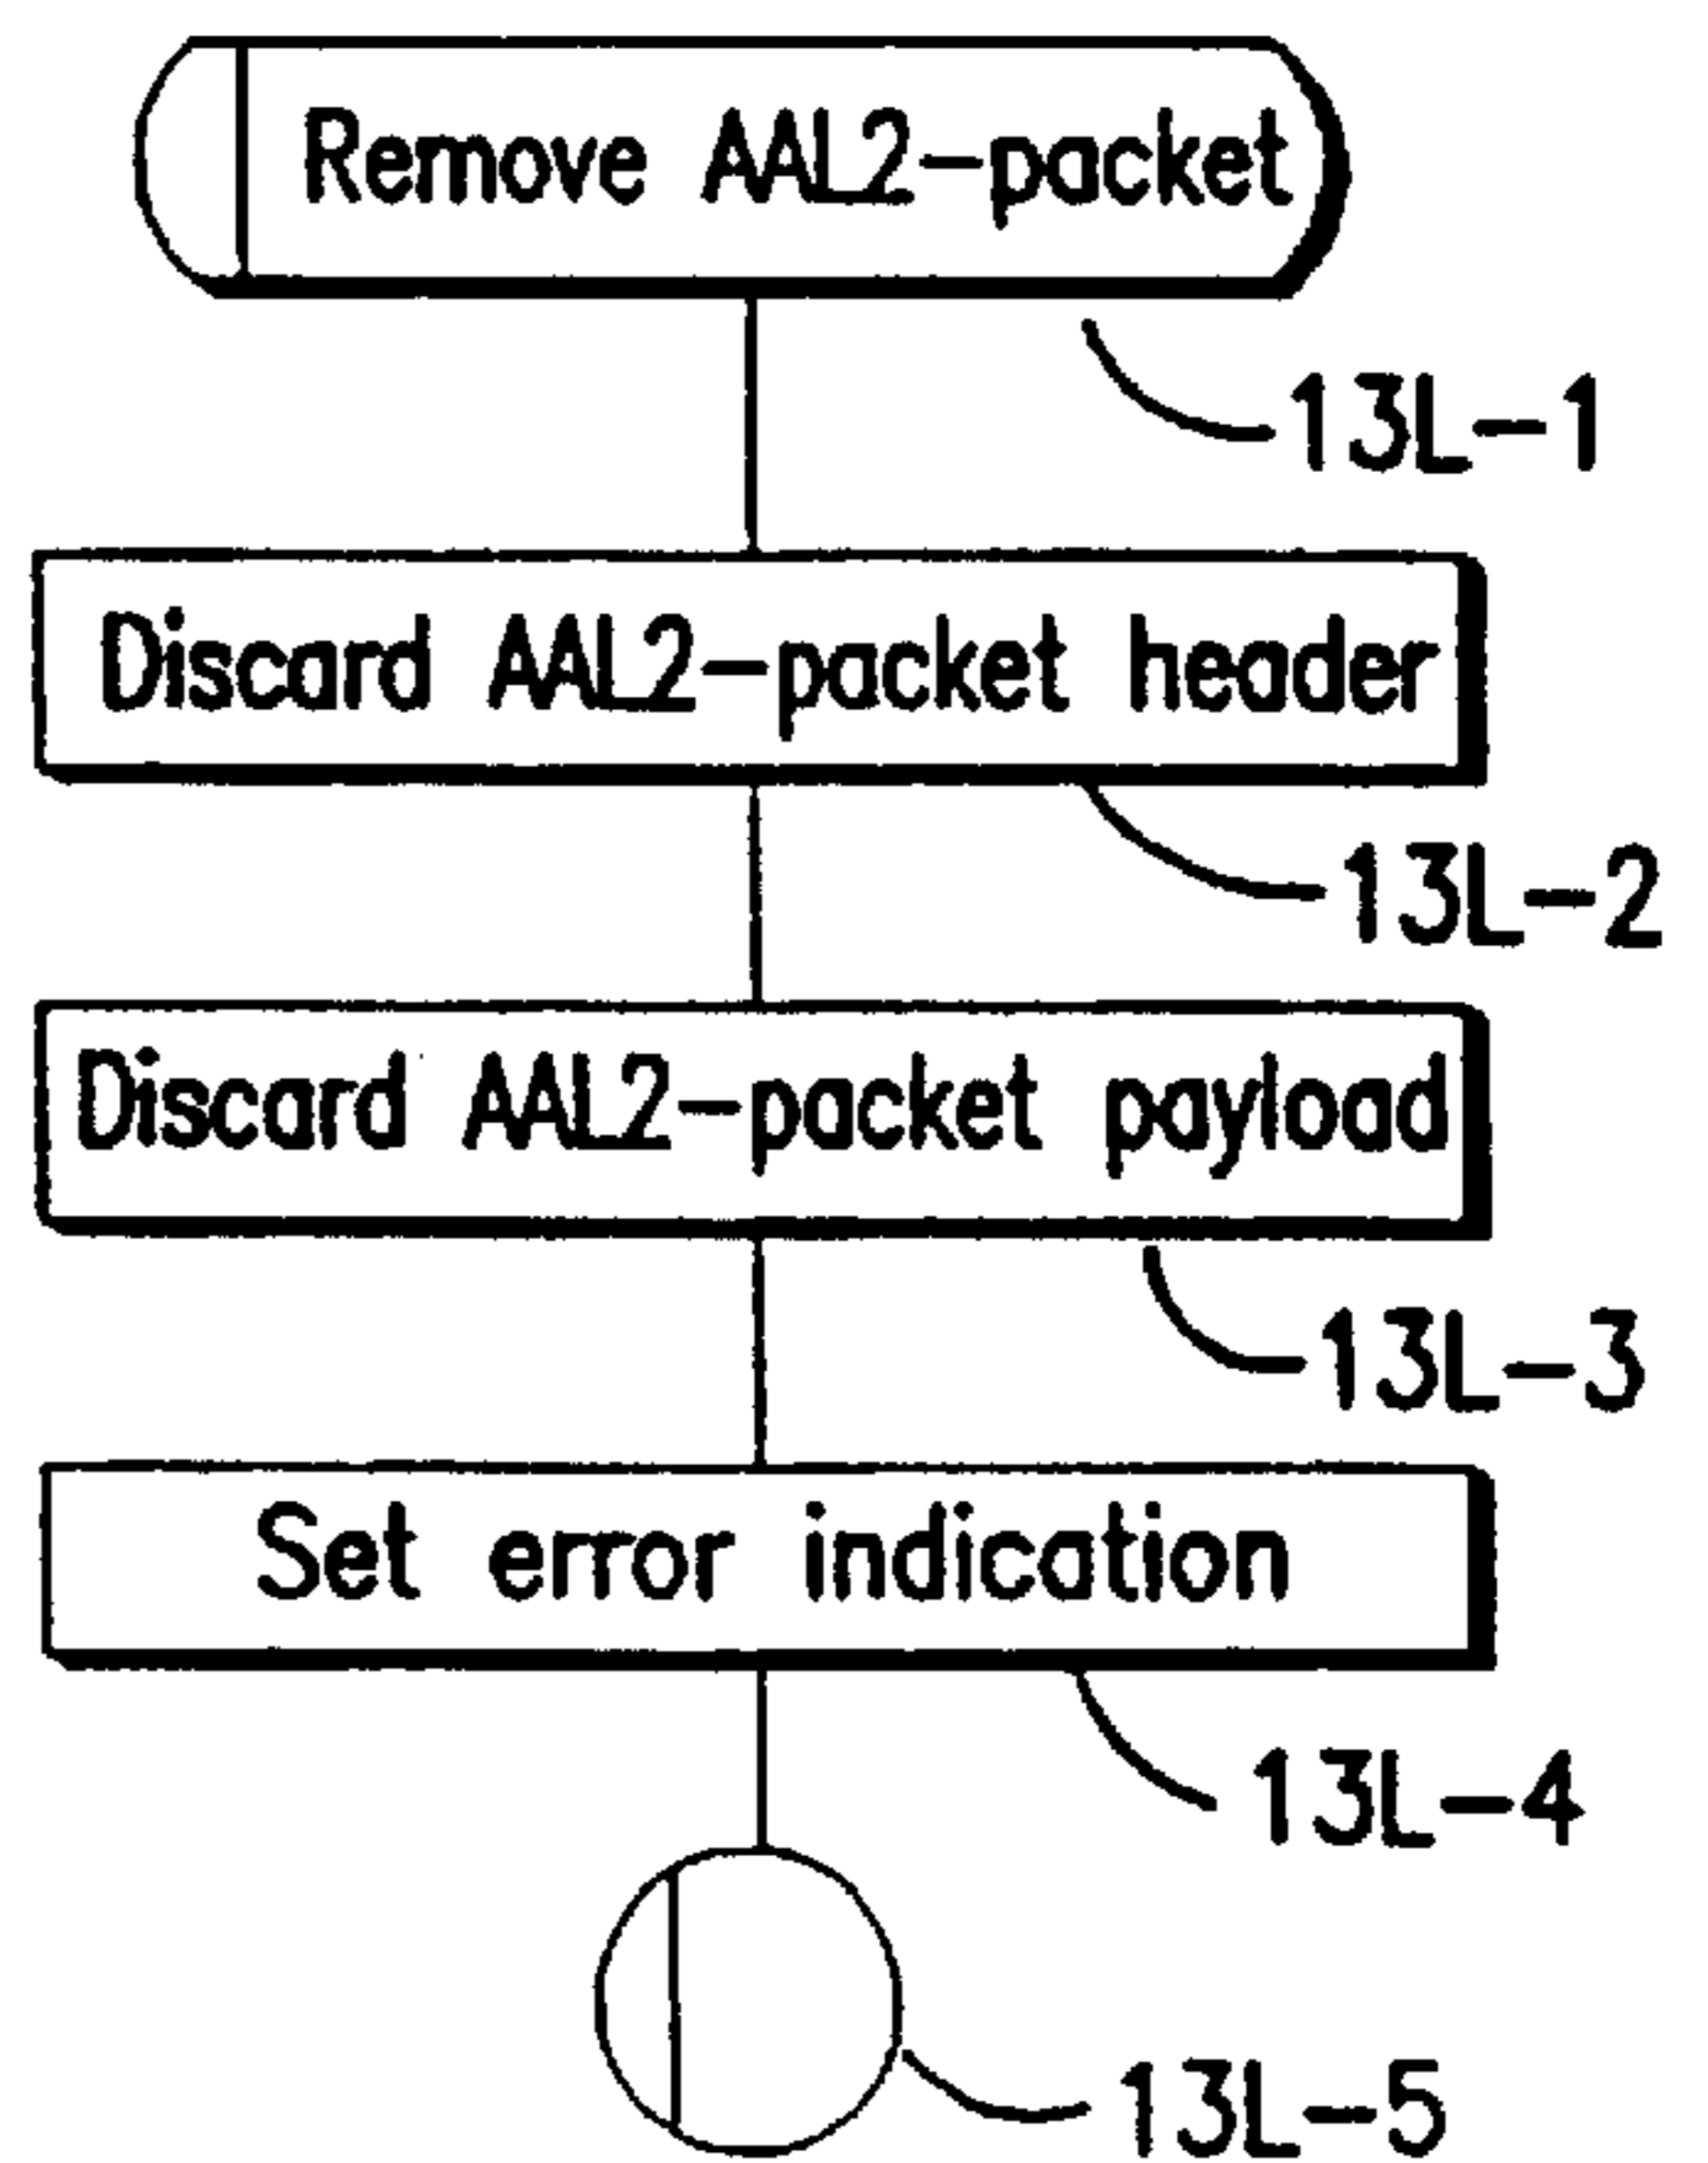 Remove AAL2-packet
13L-1
Discard AAL2-packet header
13L-2
Discard AAL2-packet payload
13L-3
Set error indication
13L-4
13L-5